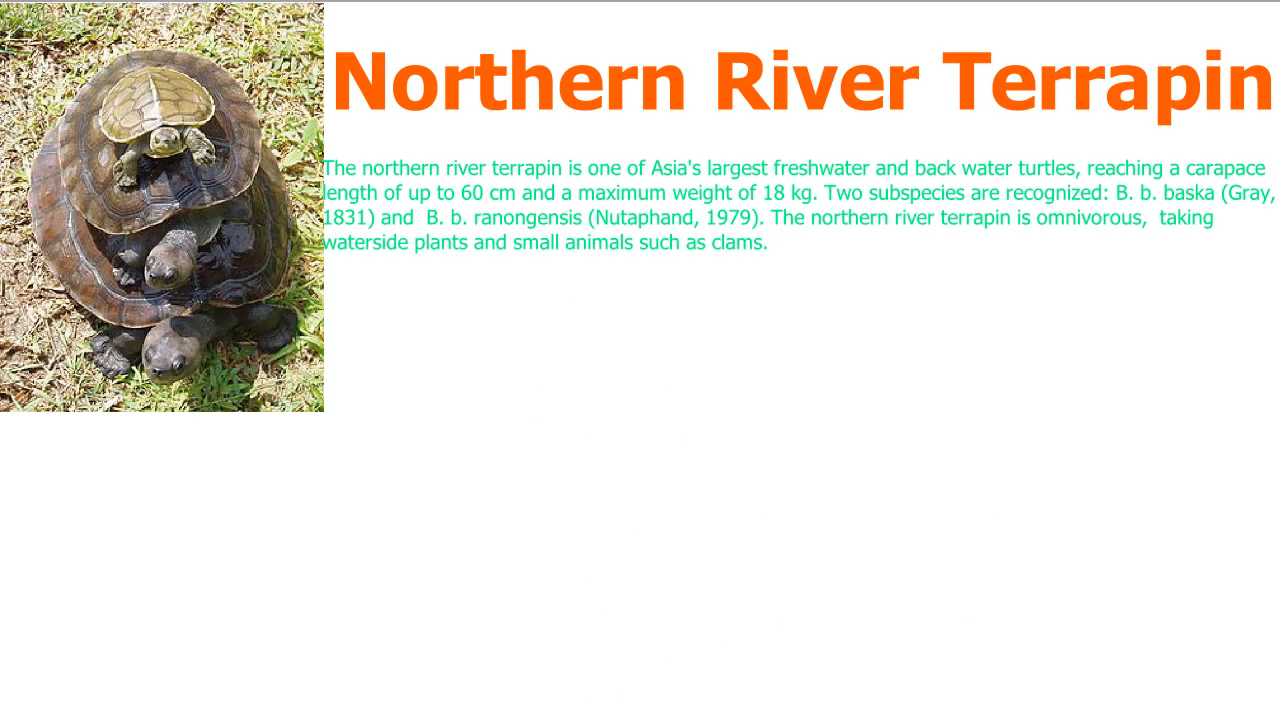 Northern River Terrapin
The northern river terrapin is one of Asia's largest freshwater and back water turtles, reaching a carapace
length of up to 60 cm and a maximum weight of 18 kg. Two subspecies are recognized: B. b. baska (Gray,
1831) and  B. b. ranongensis (Nutaphand, 1979). The northern river terrapin is omnivorous,  taking
waterside plants and small animals such as clams.